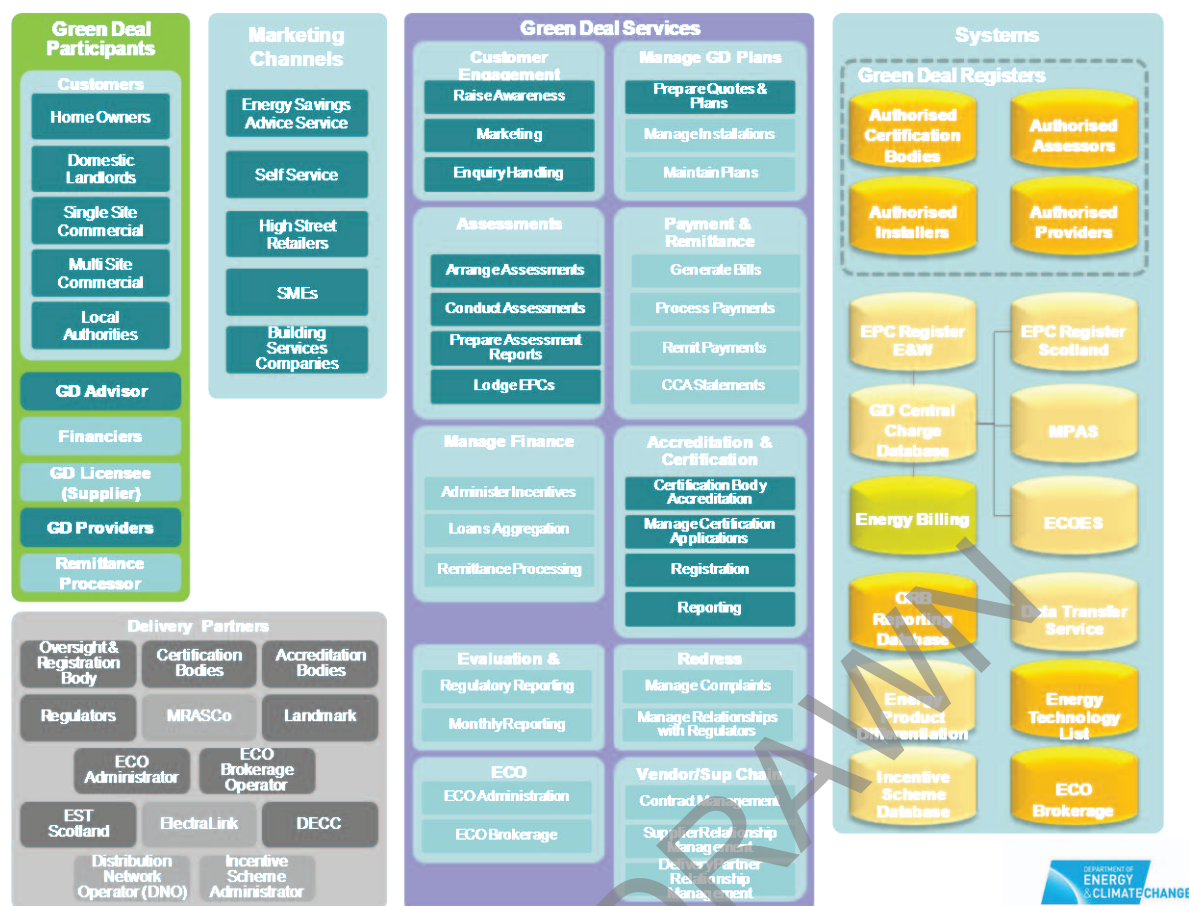 Green Deal
Participants
Customers
Home Owners
Domestic
Landlords
Single Site
Commercial
Multi Site
Commercial
Local
Authorities
GD Advisor
Financiers
GD Licensee
(Supplier)
GD Providers
Remittance
Processor
Marketing
Channels
Energy Savings
Advice Service
Self Service
High Street
Retailers
SMEs
Building
Services
Companies
Delivery Partners
Oversight &
Registration
Body
Certification
Bodies
Accreditation
Bodies
Regulators
MRASCo
Landmark
ECO
Administrator
ECO
Brokerage
Operator
EST
Scotland
ElectraLink
DECC
Distribution
Network
Operator (DNO)
Incentive
Scheme
Administrator
Green Deal Services
Customer
Engagement
Raise Awareness
Marketing
Enquiry Handling
Manage GD Plans
Prepare Quotes &
Plans
Manage Installations
Maintain Plans
Assessments
Arrange Assessments
Conduct Assessments
Prepare Assessment
Reports
Lodge EPCs
Payment &
Remittance
Generate Bills
Process Payments
Remit Payments
CCA Statements
Manage Finance
Administer Incentives
Loans Aggregation
Remittance Processing
Accreditation &
Certification
Certification Body
Accreditation
Manage Certification
Applications
Registration
Reporting
Evaluation &
Regulatory Reporting
Monthly Reporting
Redress
Manage Complaints
Manage Relationships
with Regulators
ECO
ECO Administration
ECO Brokerage
Vendor/Sup Chain
Contract Management
Supplier Relationship
Management
Delivery Partner
Relationship
Management
Systems
Green Deal Registers
Authorised
Certification
Bodies
Authorised
Assessors
Authorised
Installers
Authorised
Providers
EPC Register
E&W
EPC Register
Scotland
GD Central
Charge
Database
MPAS
Energy Billing
ECOES
ORB
Reporting
Database
Data Transfer
Service
Energy
Product
Differentiation
Energy
Technology
List
Incentive
Scheme
Database
ECO
Brokerage
DEPARTMENT OF
ENERGY
& CLIMATE CHANGE